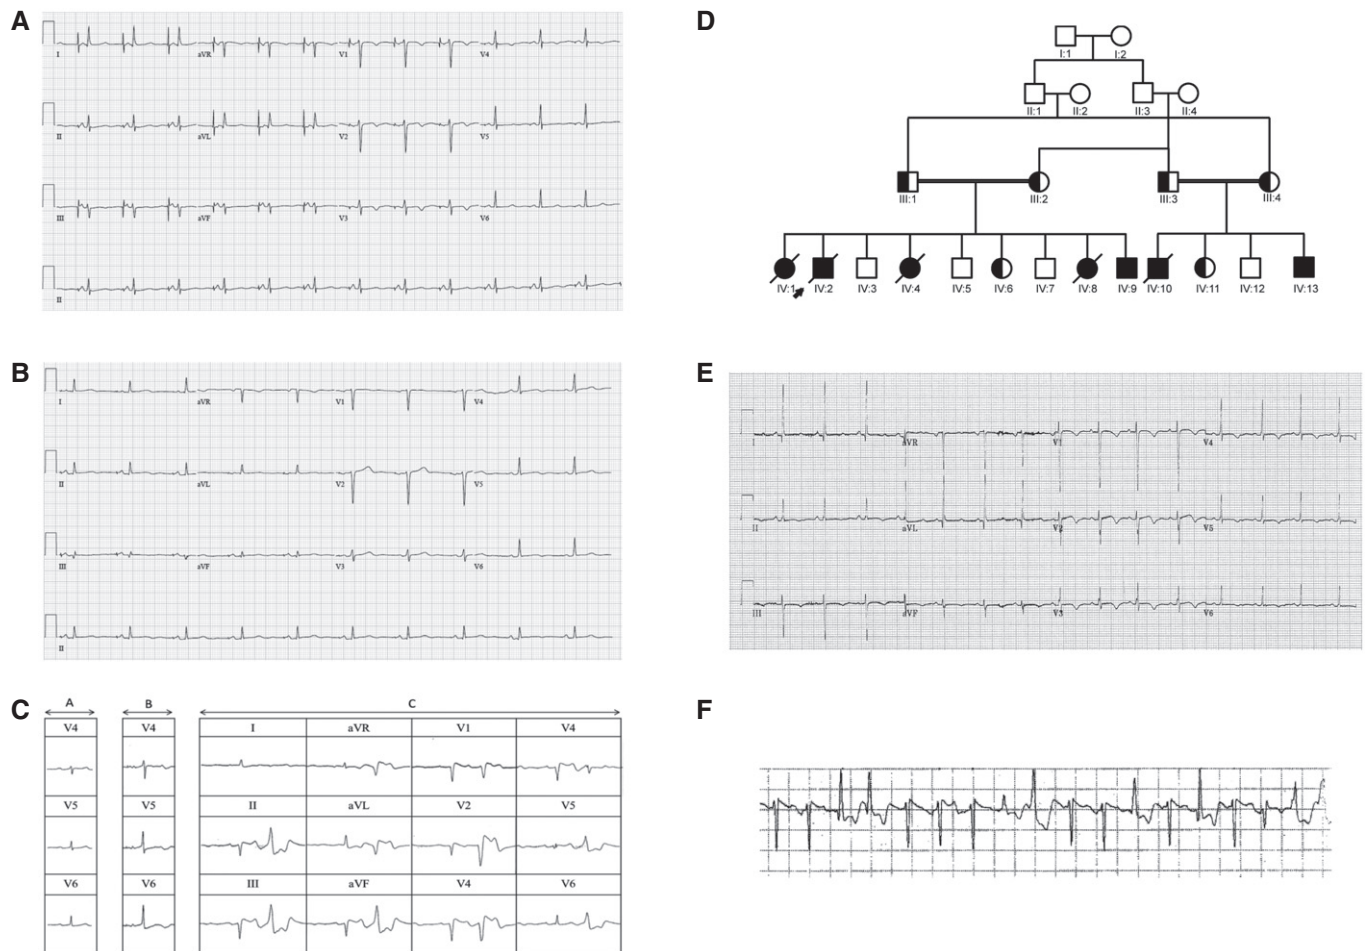 A
I aVR V1 V4
II aVL V2 V5
III aVF V3 V6
II
B
I aVR V1 V4
II aVL V2 V5
III aVF V3 V6
II
C
A B C
V4 V4 I aVR V1 V4
V5 V5 II aVL V2 V5
V6 V6 III aVF V4 V6
D
I:1 I:2
II:1 II:2 II:3 II:4
III:1 III:2 III:3 III:4
IV:1 IV:2 IV:3 IV:4 IV:5 IV:6 IV:7 IV:8 IV:9 IV:10 IV:11 IV:12 IV:13
E
I aVR V1 V4
II aVL V2 V5
III aVF V3 V6
F